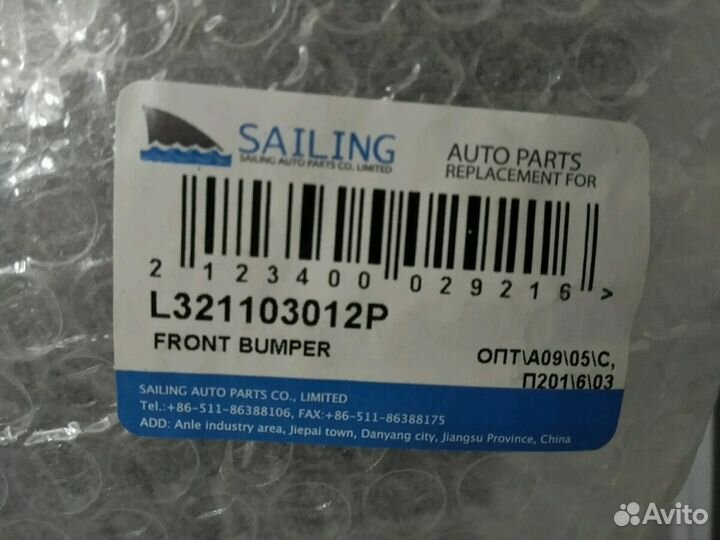 SAILING
SAILING AUTO PARTS CO., LIMITED
AUTO PARTS
REPLACEMENT FOR
2 123400 029216 >
L321103012P
FRONT BUMPER
ОПТ\А09\05\С,
П201\6\03
SAILING AUTO PARTS CO., LIMITED
Tel.:+86-511-86388106, FAX:+86-511-86388175
ADD: Anle industry area, Jiepai town, Danyang city, Jiangsu Province, China
Avito